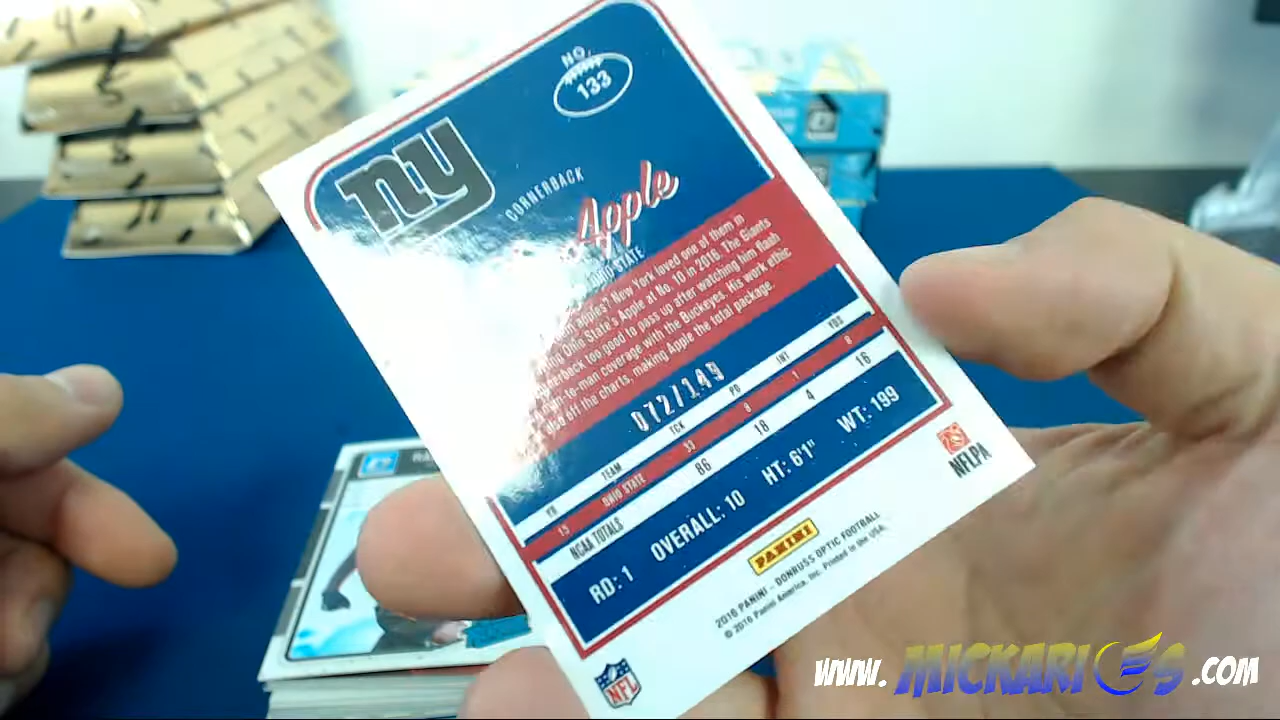 NO.
133
ny
CORNERBACK
Apple
OHIO STATE
apples? New York loved one of them in
Ohio State's Apple at No. 10 in 2016. The Giants
too good to pass up after watching him flash
man-to-man coverage with the Buckeyes. His work ethic
also off the charts, making Apple the total package.
072/149
YR TEAM TCK PD INT YDS
15 OHIO STATE 33 8 1 8
NCAA TOTALS 86 18 4 16
RD: 1 OVERALL: 10 HT: 6'1" WT: 199
NFL
PANINI
NFLPA
2016 PANINI - DONRUSS OPTIC FOOTBALL
© 2016 Panini America, Inc. Printed in the USA.
www.MICKARIES.com